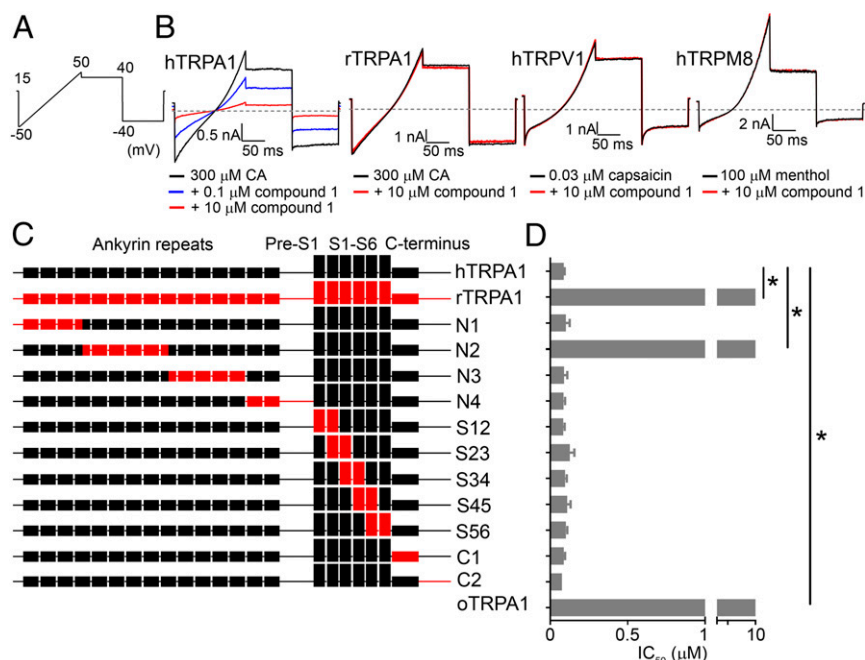 A
15
50
40
-50
-40
(mV)
B
hTRPA1
0.5 nA
50 ms
300 μM CA
+ 0.1 μM compound 1
+ 10 μM compound 1
rTRPA1
1 nA
50 ms
300 μM CA
+ 10 μM compound 1
hTRPV1
1 nA
50 ms
0.03 μM capsaicin
+ 10 μM compound 1
hTRPM8
2 nA
50 ms
100 μM menthol
+ 10 μM compound 1
C
Ankyrin repeats
Pre-S1
S1-S6
C-terminus
hTRPA1
rTRPA1
N1
N2
N3
N4
S12
S23
S34
S45
S56
C1
C2
oTRPA1
D
*
*
*
0
0.5
1
10
IC50 (μM)